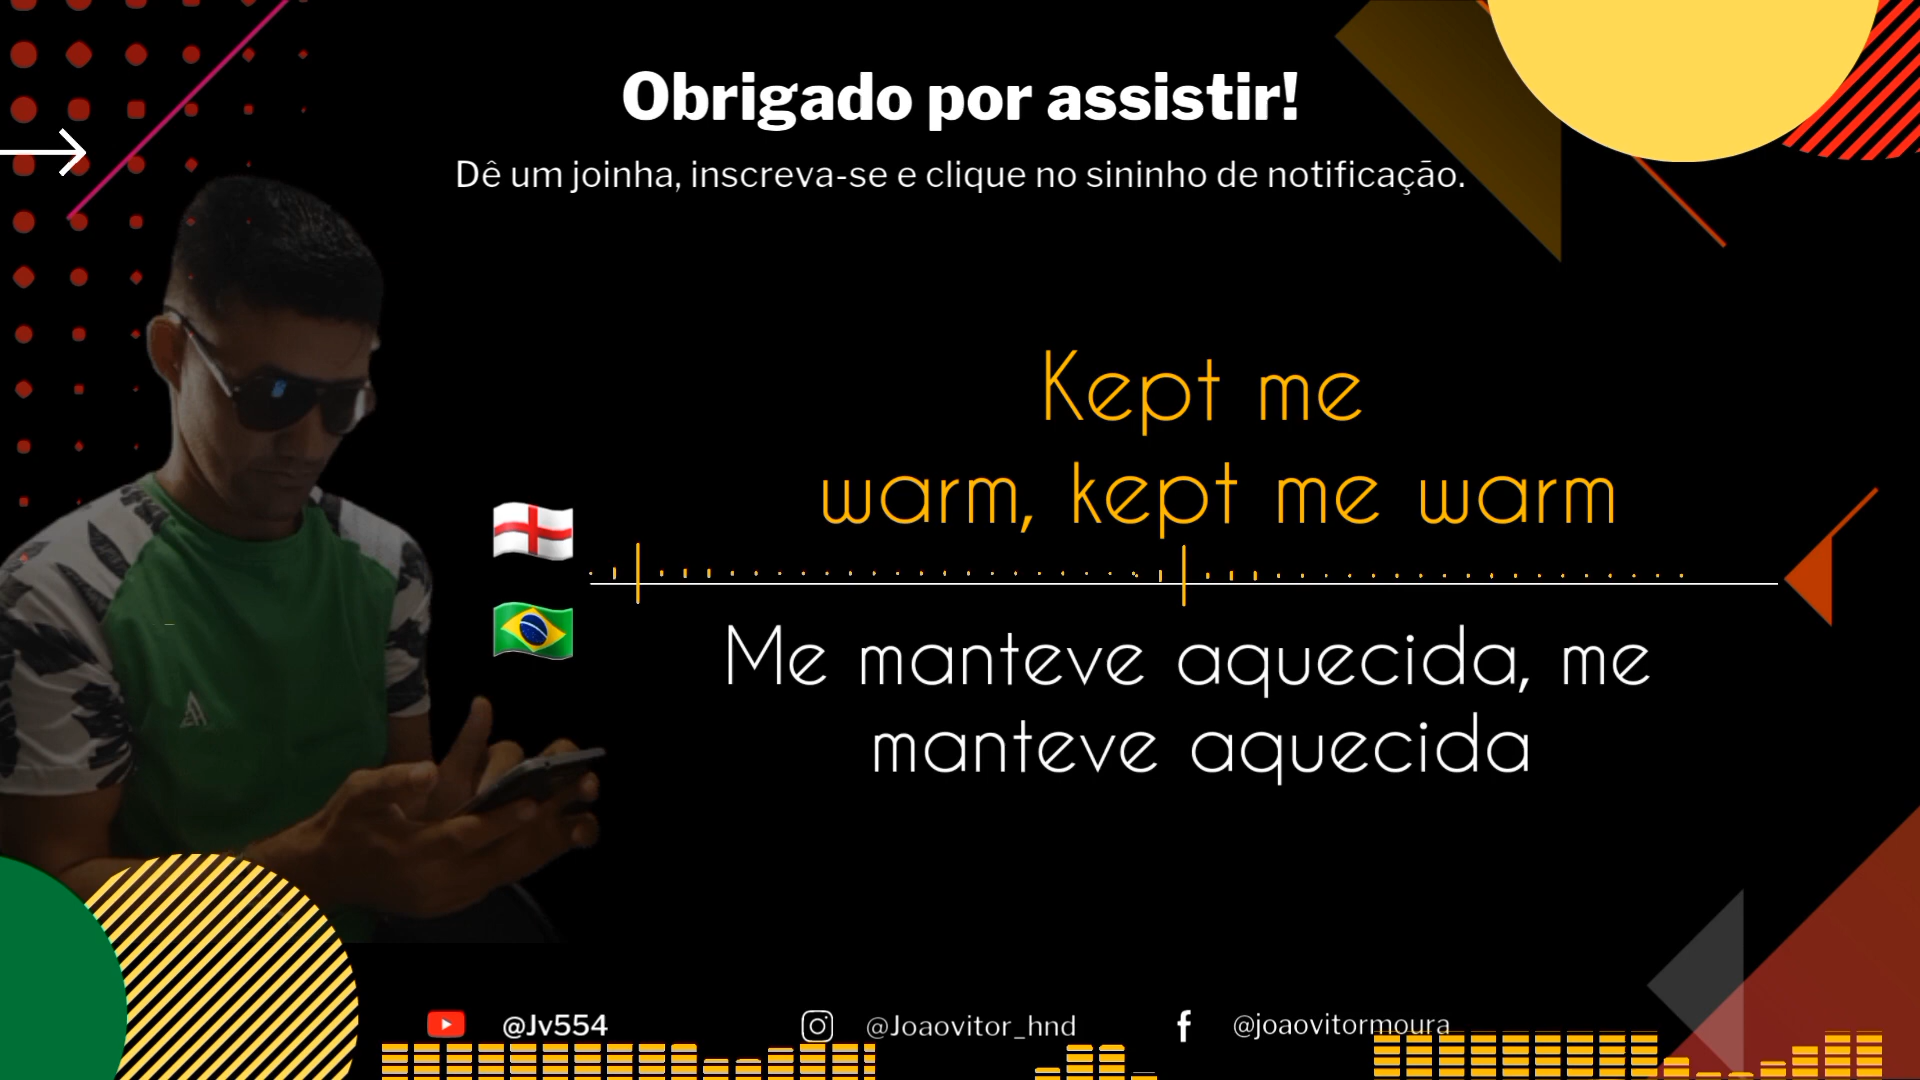 Obrigado por assistir!
Dê um joinha, inscreva-se e clique no sininho de notificação.
Kept me
warm, kept me warm
Me manteve aquecida, me
manteve aquecida
@Jv554
@Joaovitor_hnd
@joaovitormoura